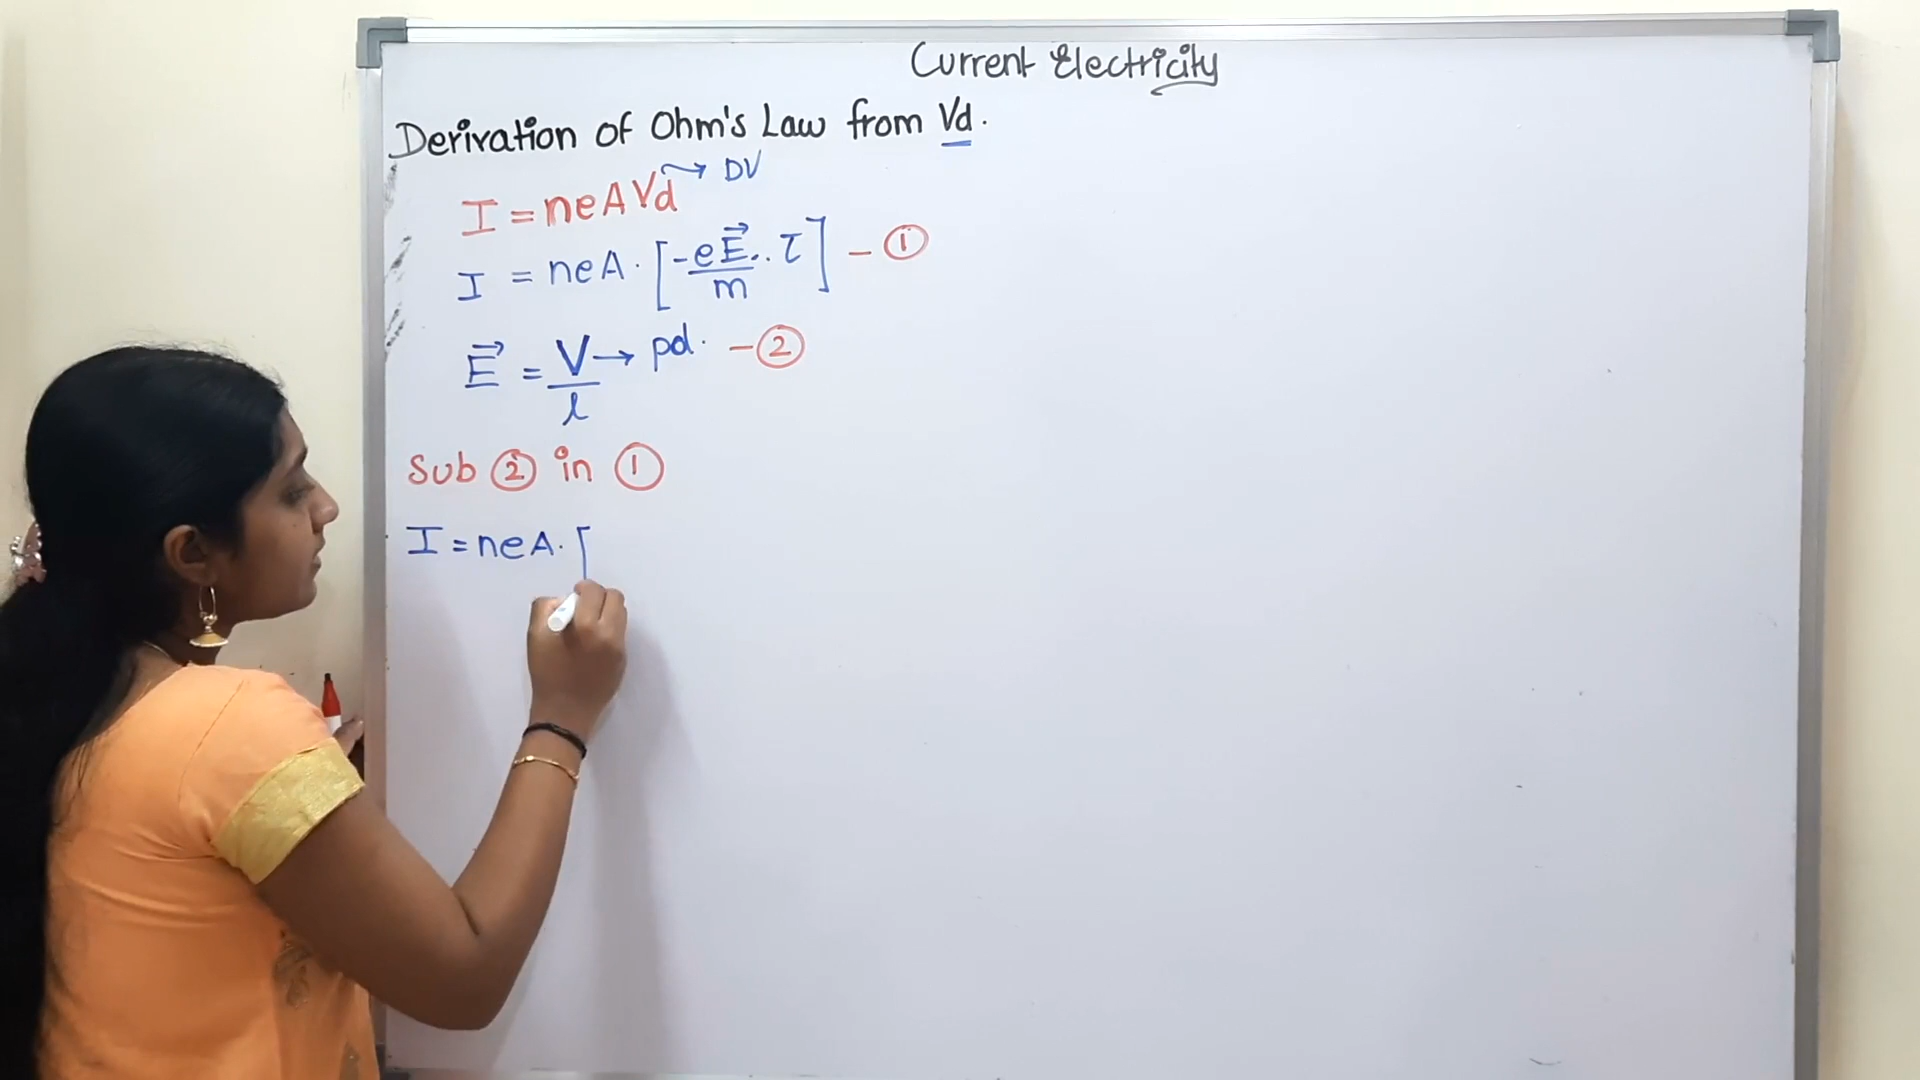 Current Electricity
Derivation of Ohm's Law from Vd.
I = neAVd → DV
I = neA · [-eE⃗/m . . τ] - ①
E⃗ = V/l → pd. - ②
Sub ② in ①
I = neA · [